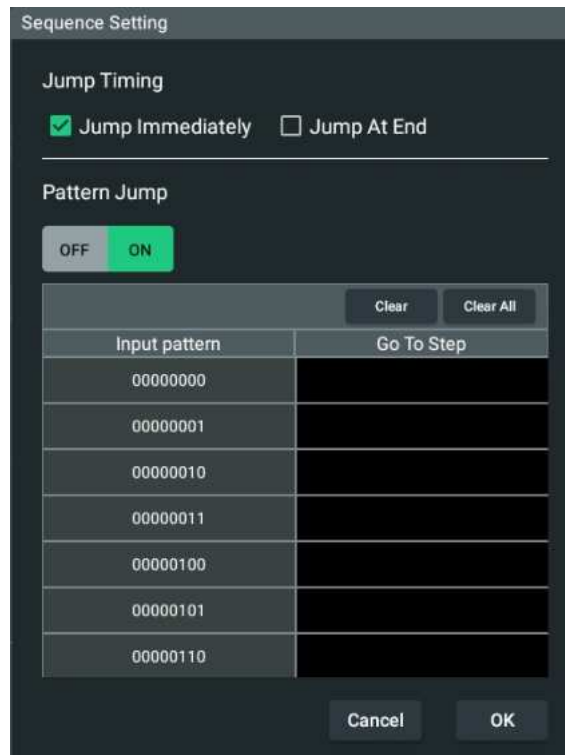 Sequence Setting
Jump Timing
Jump Immediately Jump At End
Pattern Jump
OFF ON
Clear Clear All
Input pattern Go To Step
00000000
00000001
00000010
00000011
00000100
00000101
00000110
Cancel OK